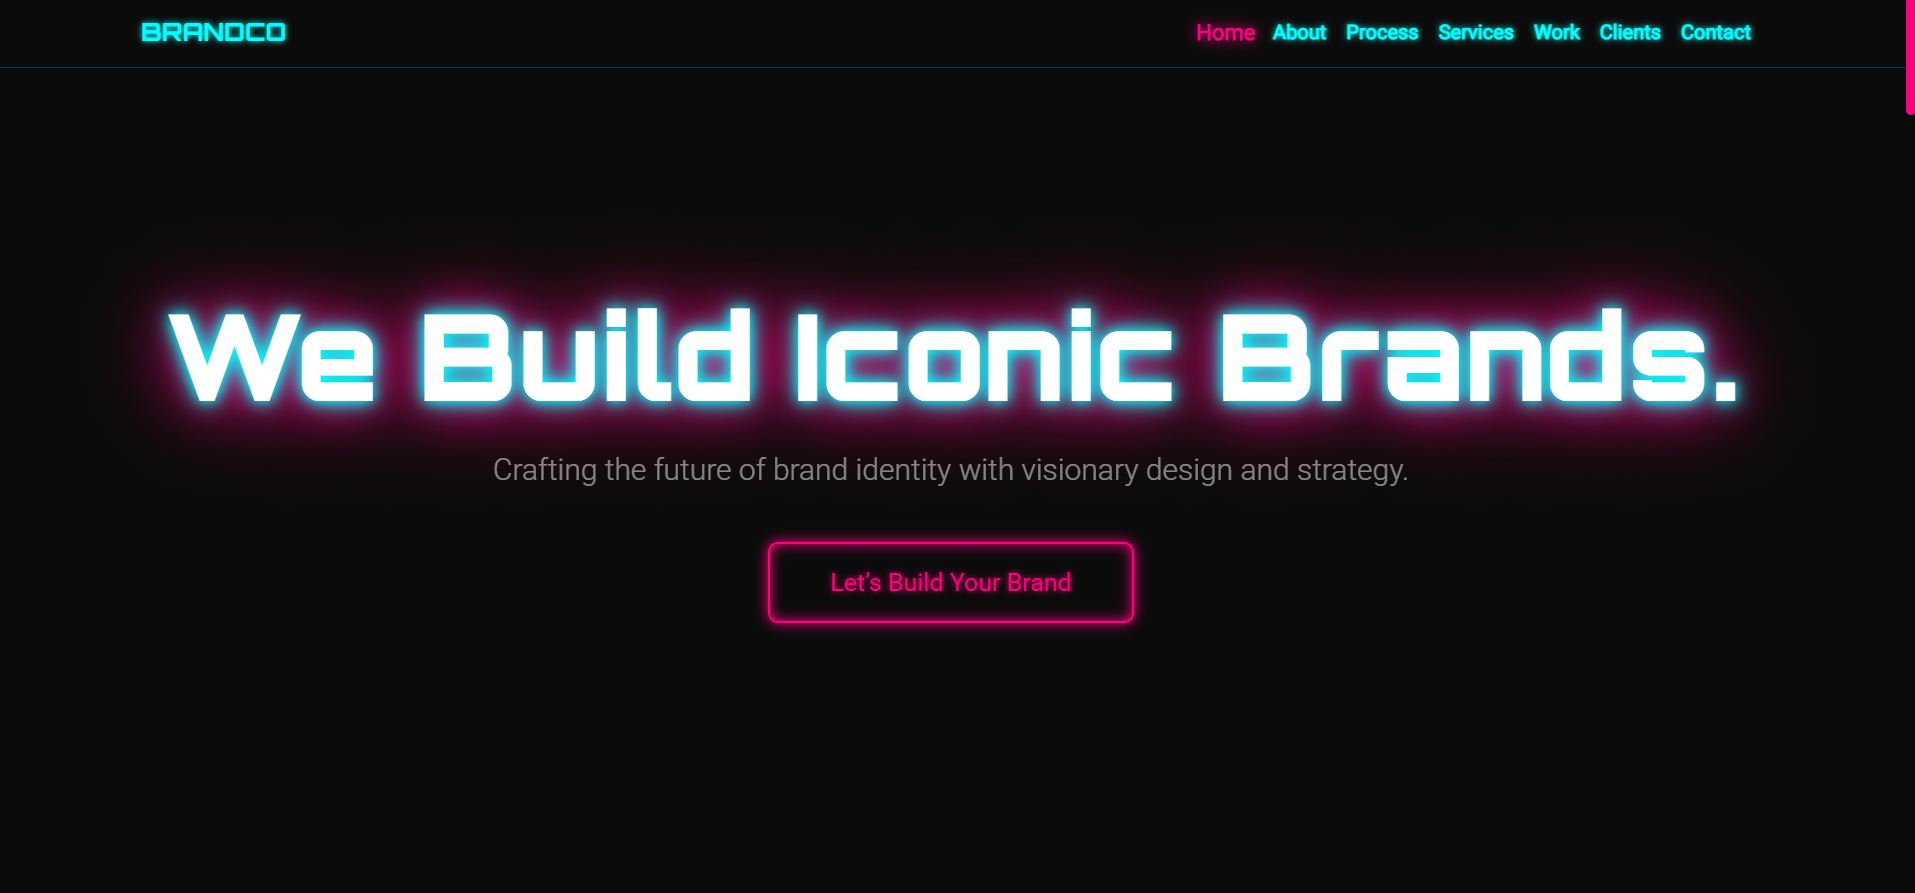 BRANDCO
Home About Process Services Work Clients Contact
We Build Iconic Brands.
Crafting the future of brand identity with visionary design and strategy.
Let’s Build Your Brand